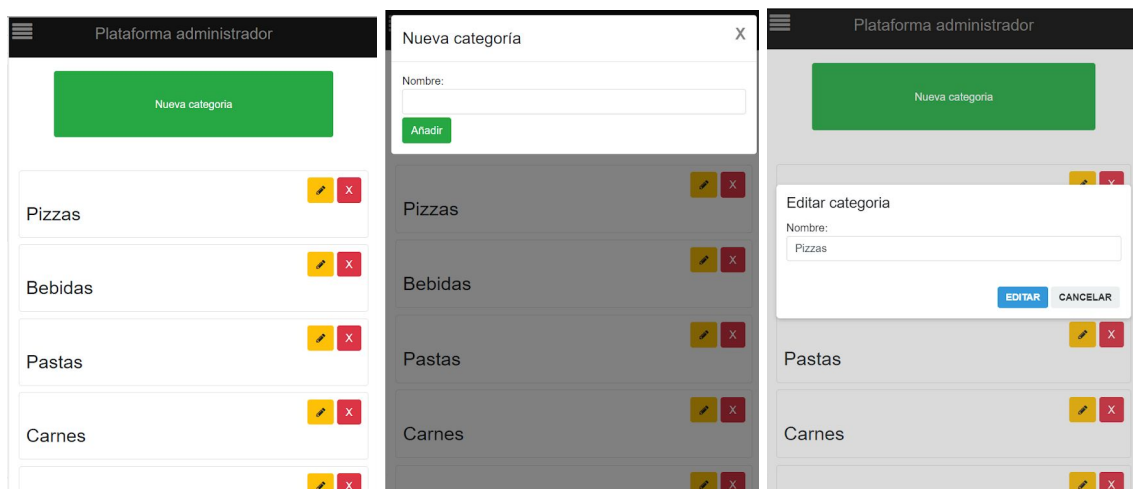 Plataforma administrador
Nueva categoria
X
Pizzas
X
Bebidas
X
Pastas
X
Carnes
X
Nueva categoría
X
Nombre:
Añadir
X
Pizzas
X
Bebidas
X
Pastas
X
Carnes
X
Plataforma administrador
Nueva categoria
X
Editar categoria
Nombre:
Pizzas
EDITAR CANCELAR
X
Pastas
X
Carnes
X